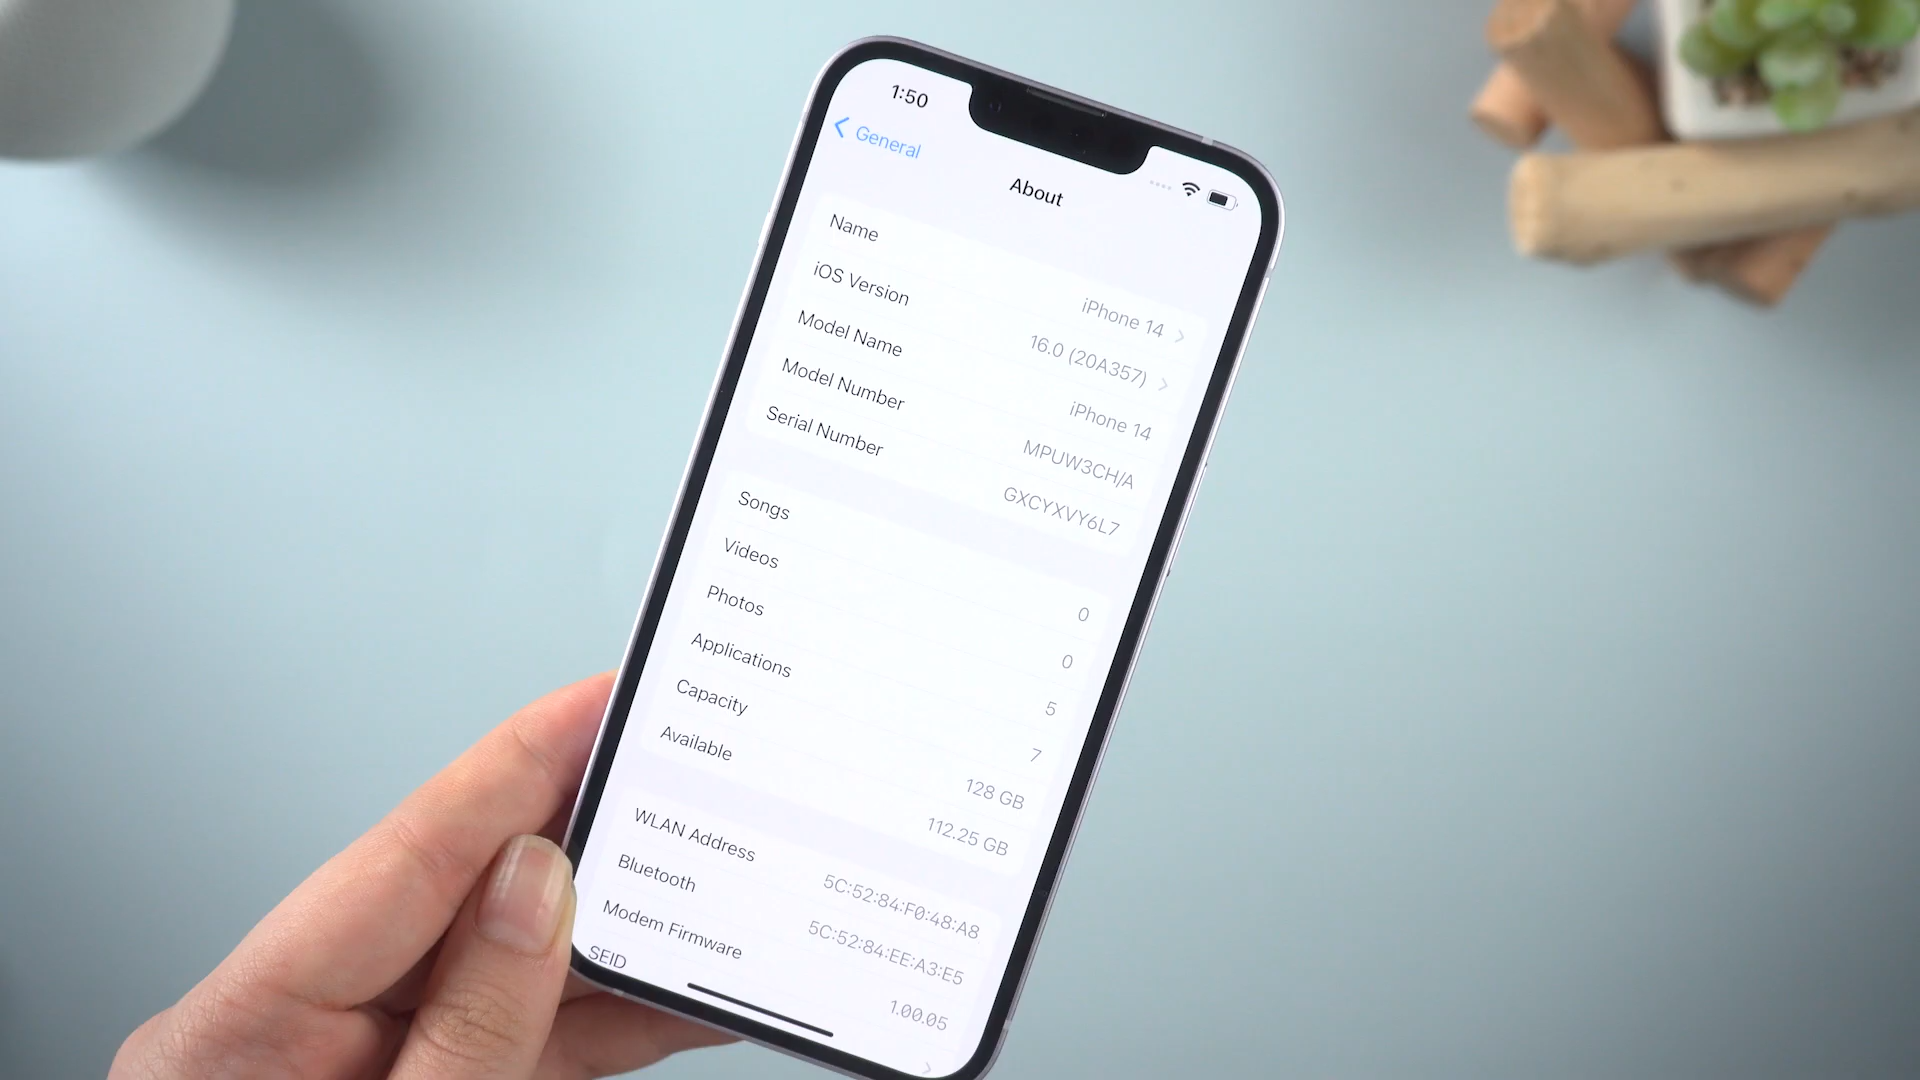 1:50
General
About
Name iPhone 14
iOS Version 16.0 (20A357)
Model Name iPhone 14
Model Number MPUW3CH/A
Serial Number GXCYXVY6L7
Songs 0
Videos 0
Photos 5
Applications 7
Capacity 128 GB
Available 112.25 GB
WLAN Address 5C:52:84:F0:48:A8
Bluetooth 5C:52:84:EE:A3:E5
Modem Firmware 1.00.05
SEID